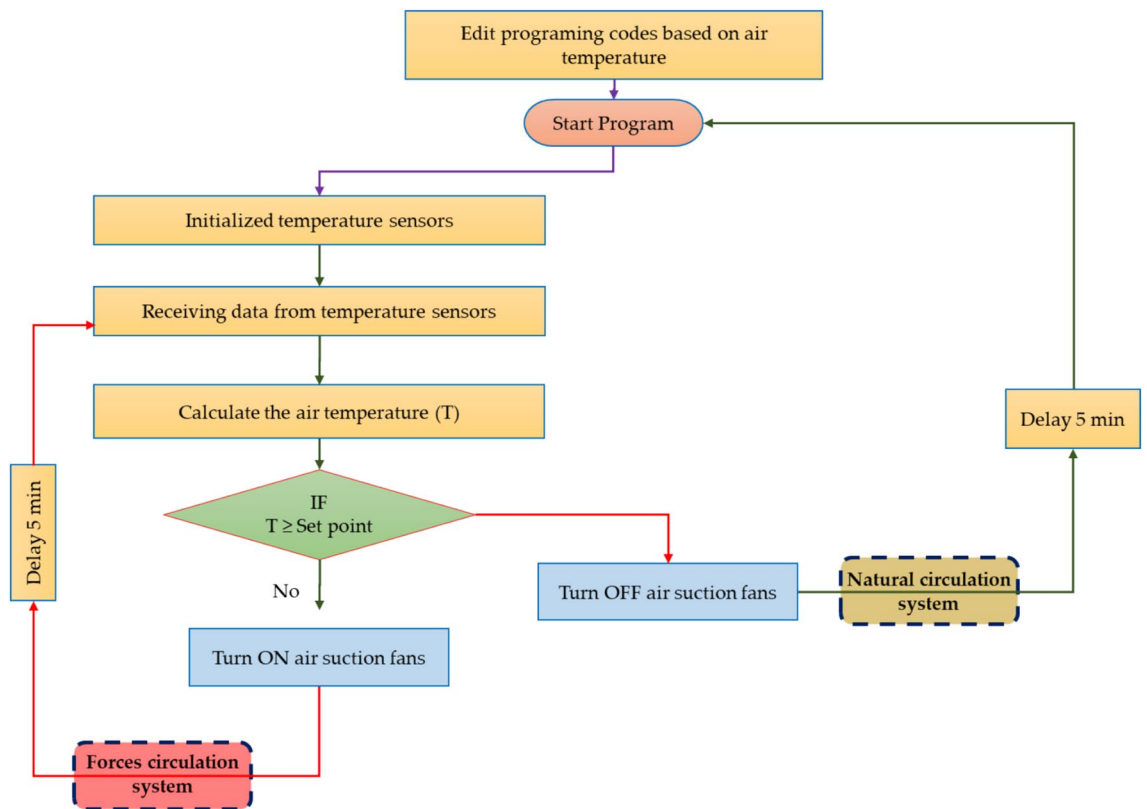 Edit programing codes based on air
temperature
Start Program
Initialized temperature sensors
Receiving data from temperature sensors
Calculate the air temperature (T)
Delay 5 min
Delay 5 min
IF
T ≥ Set point
No
Turn OFF air suction fans
Natural circulation
system
Turn ON air suction fans
Forces circulation
system